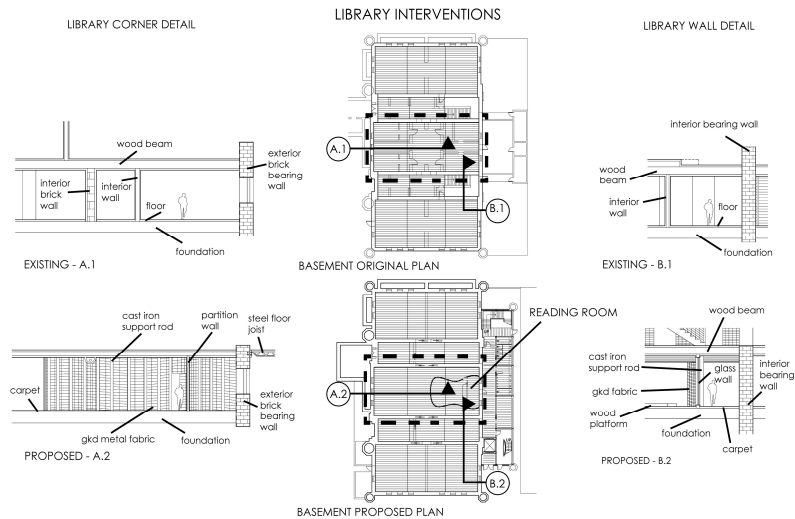 LIBRARY INTERVENTIONS
LIBRARY CORNER DETAIL
wood beam
exterior
brick
bearing
wall
interior
brick
wall
interior
wall
floor
foundation
EXISTING - A.1
A.1
B.1
BASEMENT ORIGINAL PLAN
LIBRARY WALL DETAIL
interior bearing wall
wood
beam
interior
wall
floor
foundation
EXISTING - B.1
cast iron
support rod
partition
wall
steel floor
joist
carpet
exterior
brick
bearing
wall
gkd metal fabric
foundation
PROPOSED - A.2
READING ROOM
A.2
B.2
BASEMENT PROPOSED PLAN
wood beam
cast iron
support rod
glass
wall
interior
bearing
wall
gkd fabric
wood
platform
foundation
carpet
PROPOSED - B.2